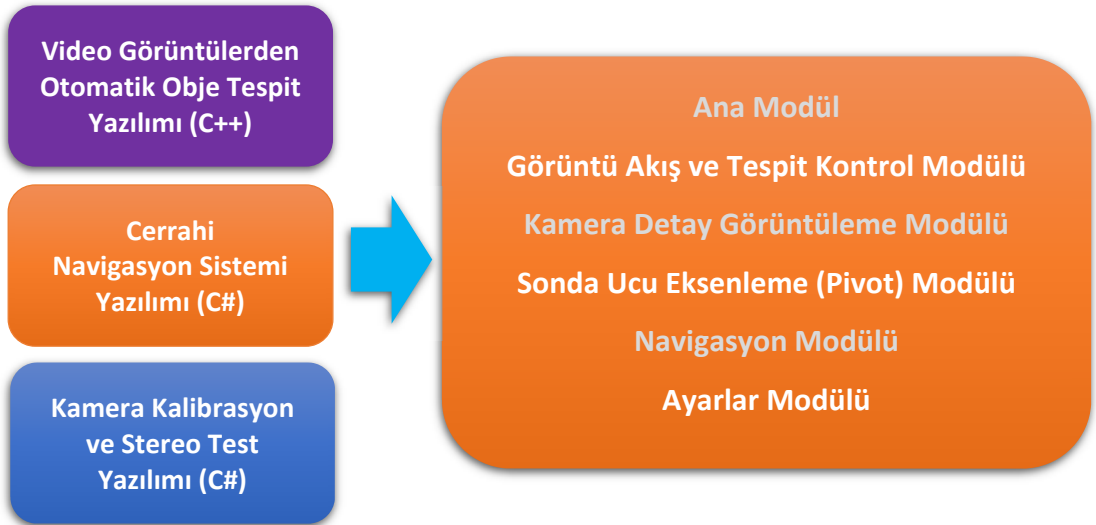 Video Görüntülerden
Otomatik Obje Tespit
Yazılımı (C++)
Cerrahi
Navigasyon Sistemi
Yazılımı (C#)
Kamera Kalibrasyon
ve Stereo Test
Yazılımı (C#)
Ana Modül
Görüntü Akış ve Tespit Kontrol Modülü
Kamera Detay Görüntüleme Modülü
Sonda Ucu Eksenleme (Pivot) Modülü
Navigasyon Modülü
Ayarlar Modülü